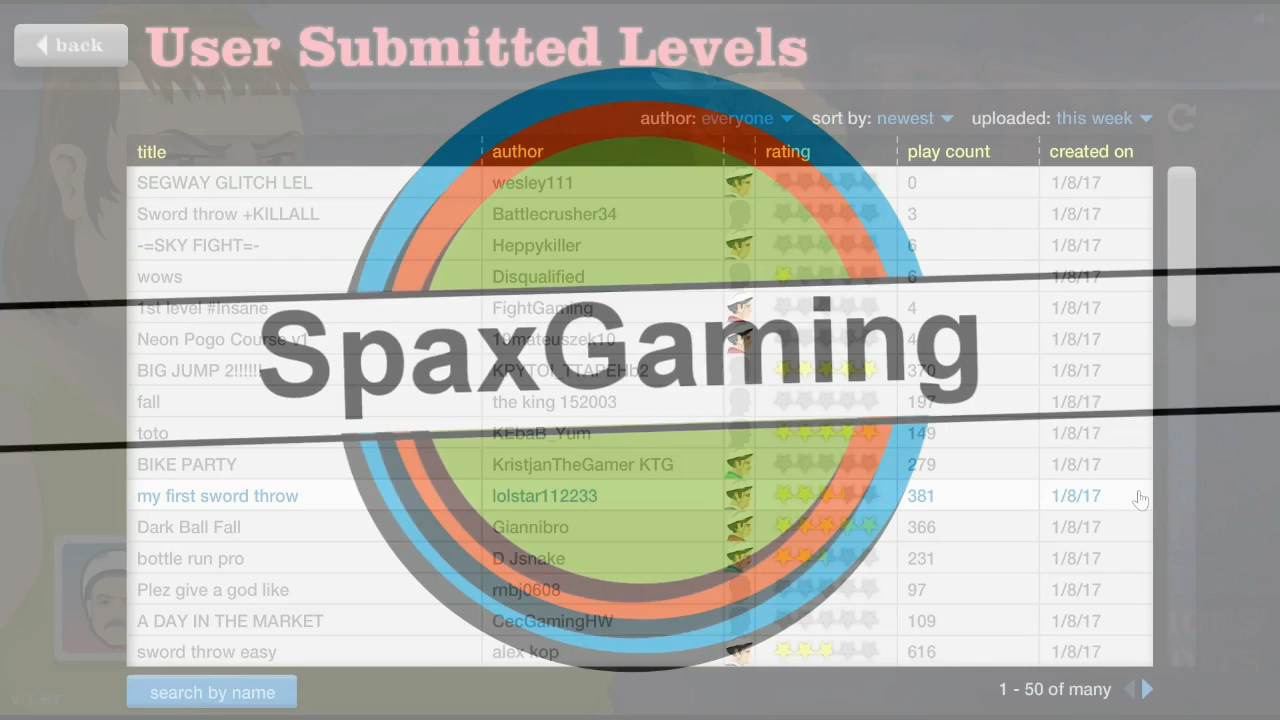 back User Submitted Levels
author: everyone sort by: newest uploaded: this week
title author rating play count created on
SEGWAY GLITCH LEL wesley111 0 1/8/17
Sword throw +KILLALL Battlecrusher34 3 1/8/17
-=SKY FIGHT=- Heppykiller 6 1/8/17
wows Disqualified 6 1/8/17
1st level #Insane FightGaming 4 1/8/17
Neon Pogo Course v1 10mateuszek10 1/8/17
SpaxGaming
BIG JUMP 2!!!!!! 370 1/8/17
fall the king 152003 197 1/8/17
toto KEbaB_Yum 149 1/8/17
BIKE PARTY KristjanTheGamer KTG 279 1/8/17
my first sword throw lolstar112233 381 1/8/17
Dark Ball Fall Giannibro 366 1/8/17
bottle run pro D Jsnake 231 1/8/17
Plez give a god like rnbj0608 97 1/8/17
A DAY IN THE MARKET CecGamingHW 109 1/8/17
sword throw easy alex kop 616 1/8/17
search by name 1 - 50 of many